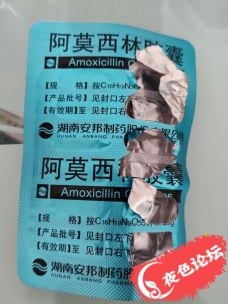 阿莫西林胶囊
Amoxicillin C
【规 格】按C16H19N3O
【产品批号】见封口左
【有效期】至 见封口右
湖南安邦制药股份有限公司
HUNAN ANBANG PHARMA
阿莫西林胶囊
Amoxicillin C
【规 格】按C16H19N3O5S计
【产品批号】见封口左下
【有效期】至 见封口右
湖南安邦制药
HUNAN ANBANG PHARM
夜色论坛